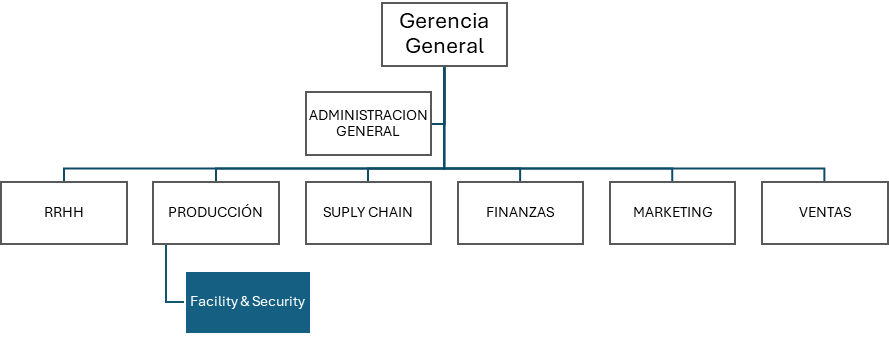 Gerencia
General
ADMINISTRACION
GENERAL
RRHH
PRODUCCIÓN
SUPLY CHAIN
FINANZAS
MARKETING
VENTAS
Facility & Security